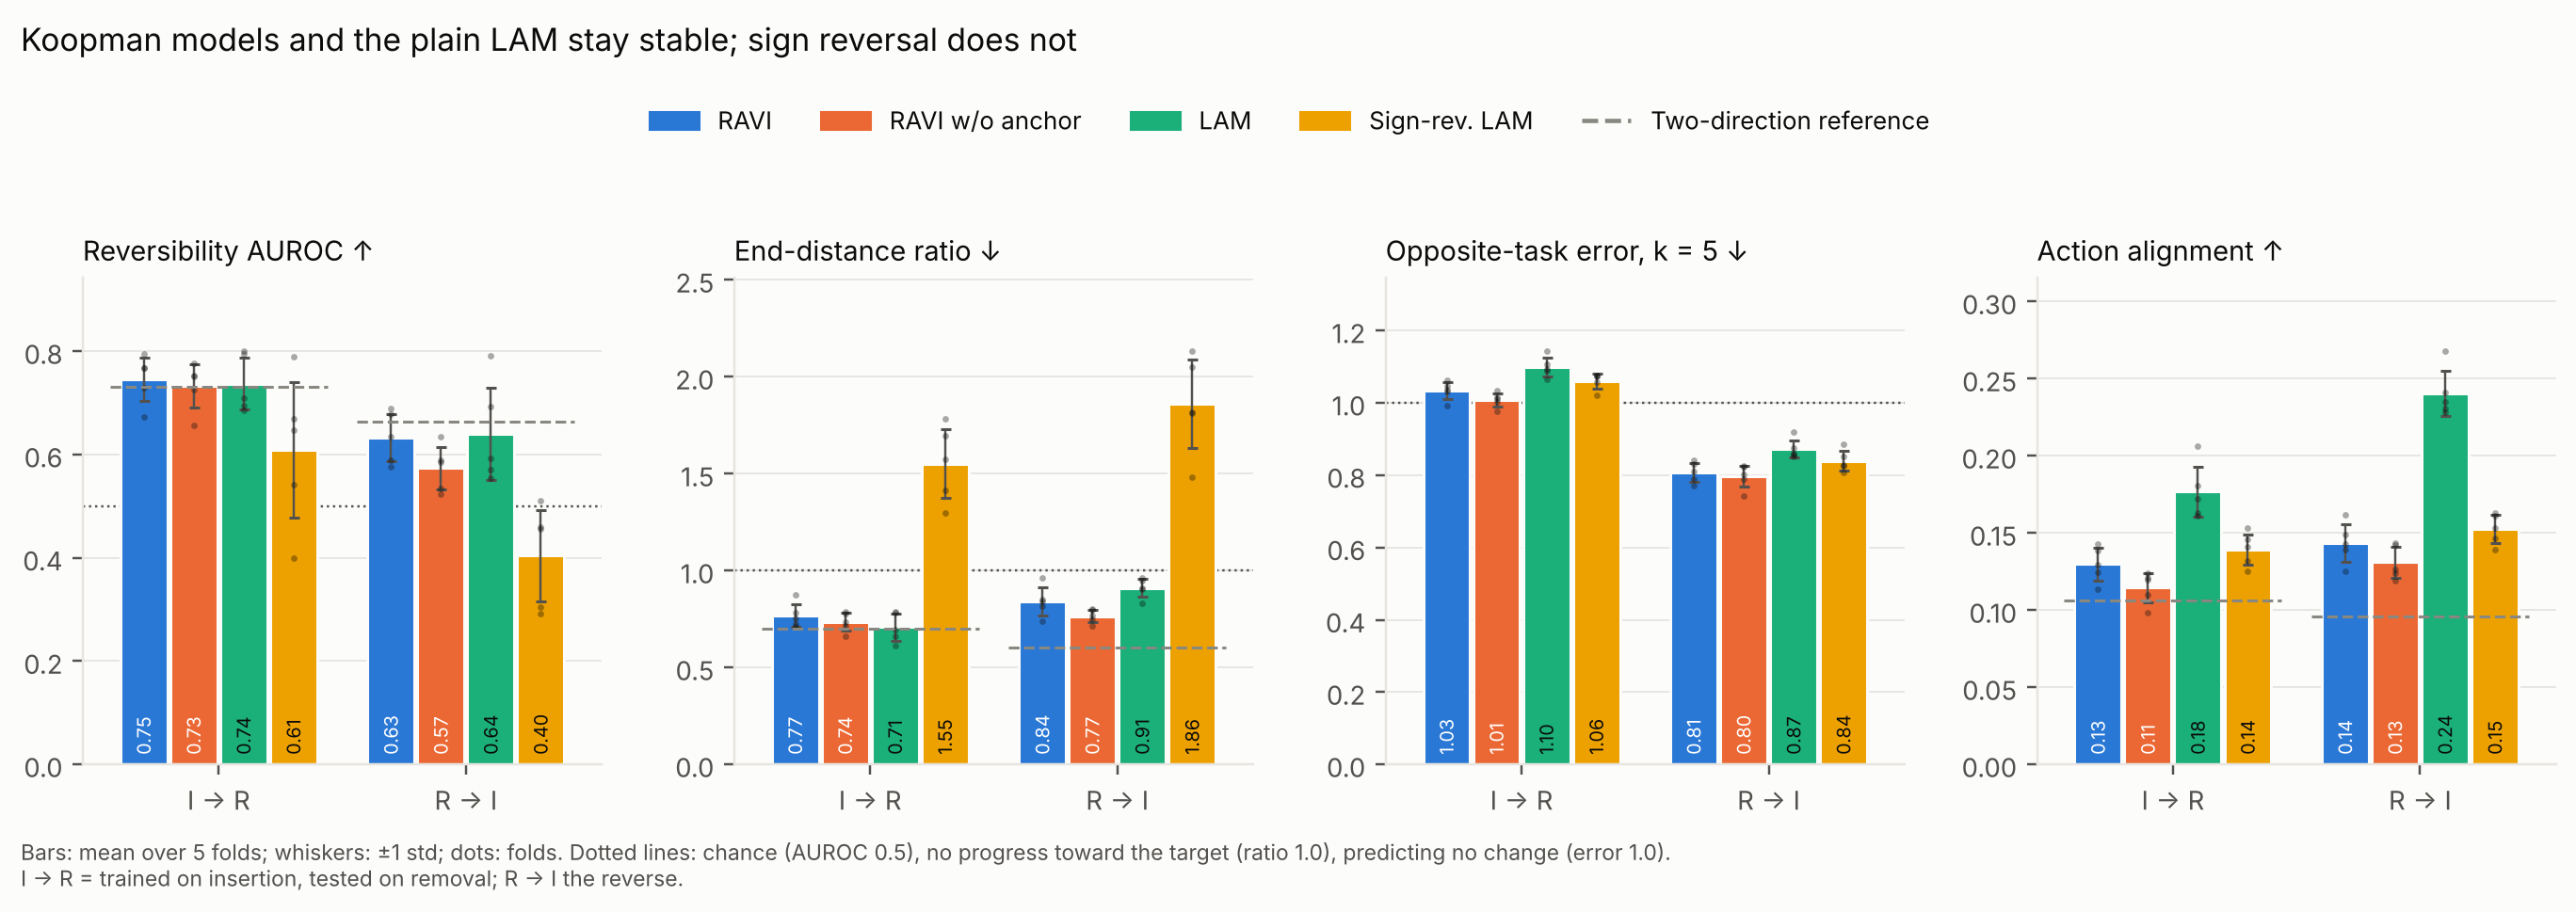 Koopman models and the plain LAM stay stable; sign reversal does not
RAVI RAVI w/o anchor LAM Sign-rev. LAM Two-direction reference
Reversibility AUROC ↑
0.8
0.6
0.4
0.2
0.0
0.75 0.73 0.74 0.61 0.63 0.57 0.64 0.40
I → R R → I
End-distance ratio ↓
2.5
2.0
1.5
1.0
0.5
0.0
0.77 0.74 0.71 1.55 0.84 0.77 0.91 1.86
I → R R → I
Opposite-task error, k = 5 ↓
1.2
1.0
0.8
0.6
0.4
0.2
0.0
1.03 1.01 1.10 1.06 0.81 0.80 0.87 0.84
I → R R → I
Action alignment ↑
0.30
0.25
0.20
0.15
0.10
0.05
0.00
0.13 0.11 0.18 0.14 0.14 0.13 0.24 0.15
I → R R → I
Bars: mean over 5 folds; whiskers: ±1 std; dots: folds. Dotted lines: chance (AUROC 0.5), no progress toward the target (ratio 1.0), predicting no change (error 1.0).
I → R = trained on insertion, tested on removal; R → I the reverse.